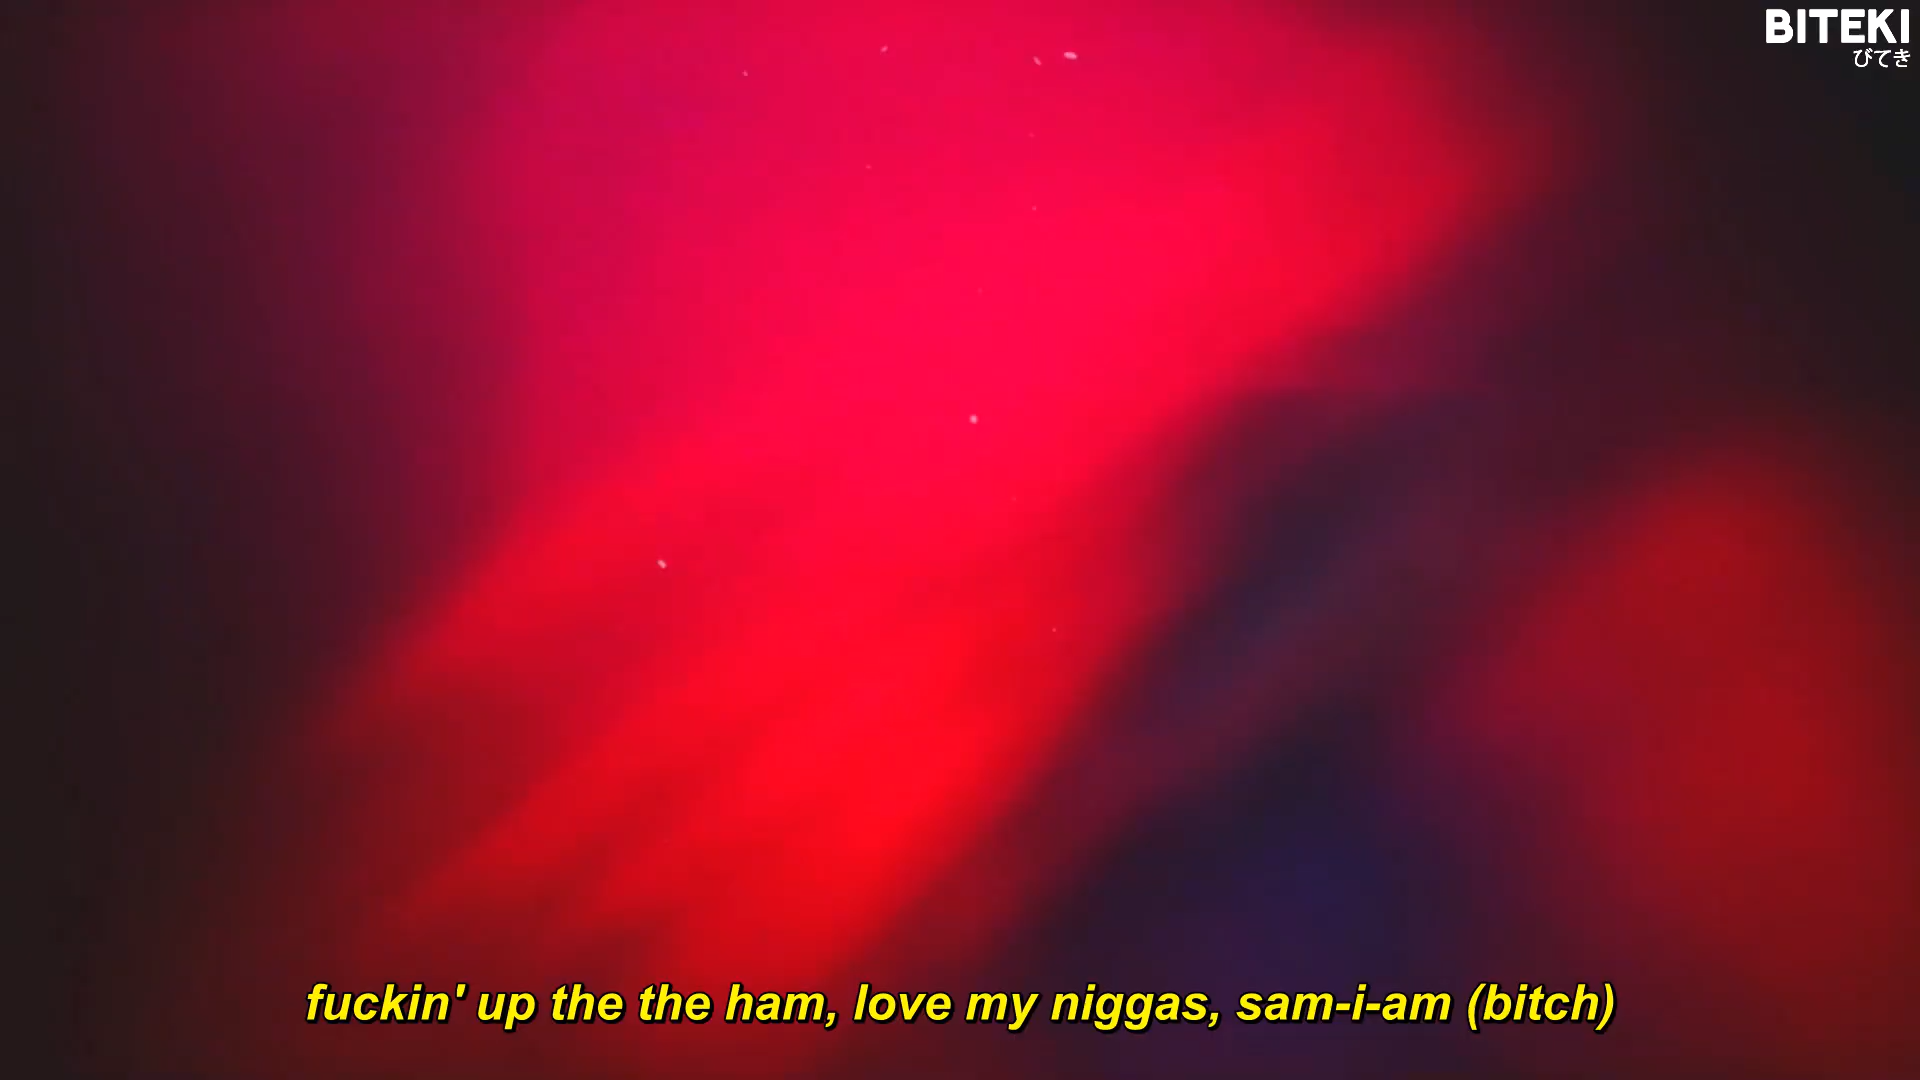 BITEKI
びてき
fuckin' up the the ham, love my niggas, sam-i-am (bitch)